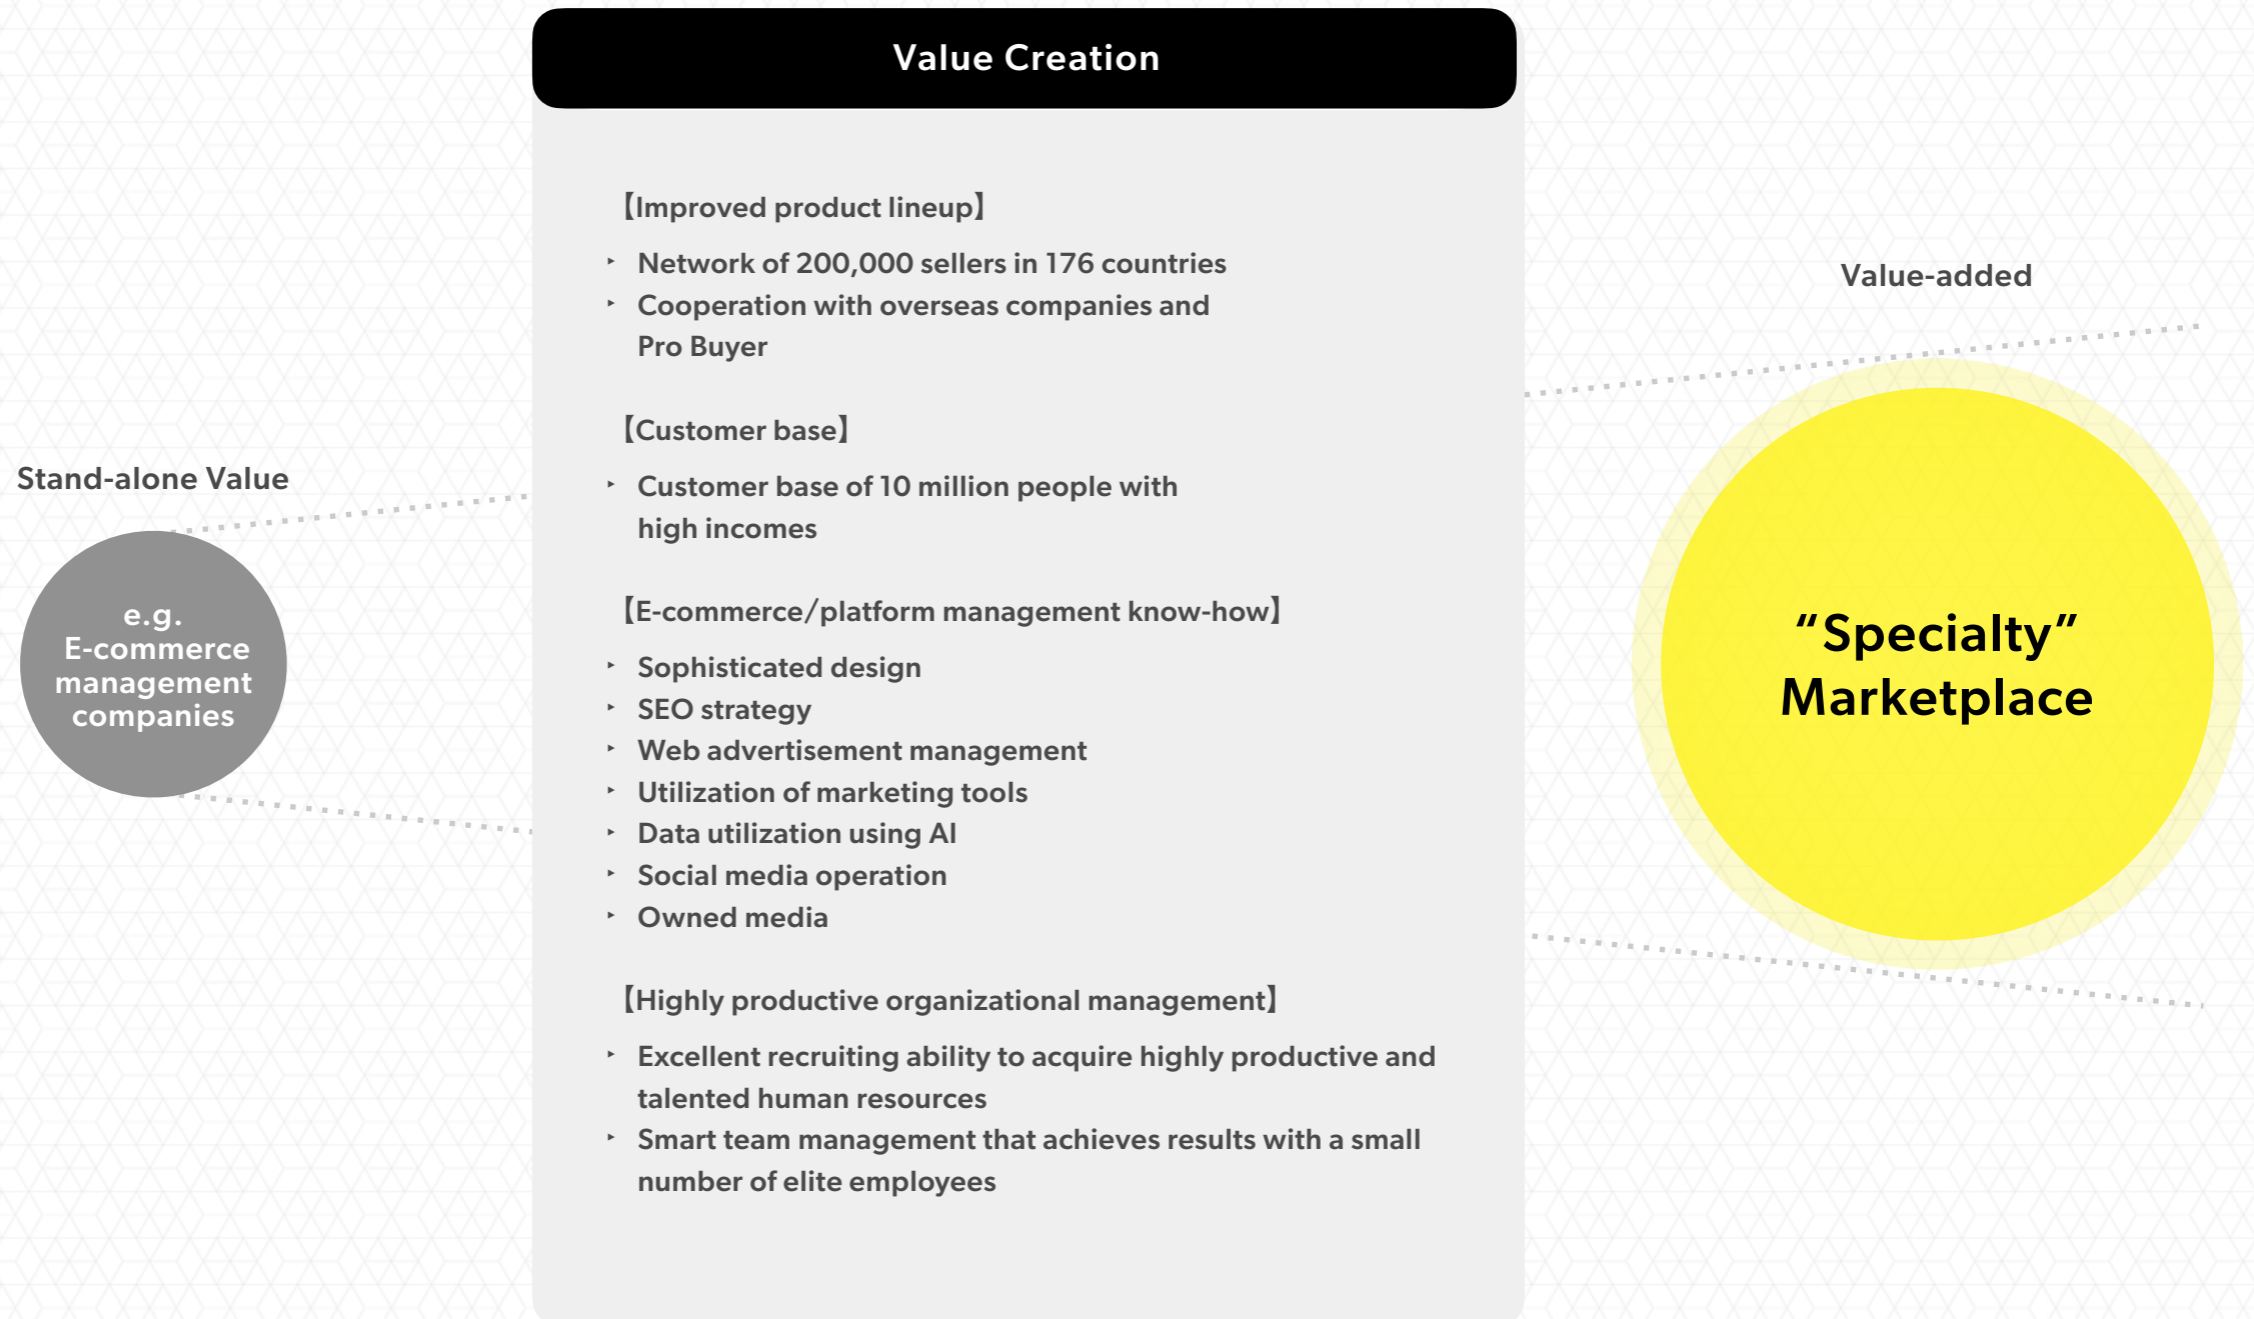 Value Creation
Stand-alone Value
e.g.
E-commerce
management
companies
【Improved product lineup】
‣ Network of 200,000 sellers in 176 countries
‣ Cooperation with overseas companies and
Pro Buyer
【Customer base】
‣ Customer base of 10 million people with
high incomes
【E-commerce/platform management know-how】
‣ Sophisticated design
‣ SEO strategy
‣ Web advertisement management
‣ Utilization of marketing tools
‣ Data utilization using AI
‣ Social media operation
‣ Owned media
【Highly productive organizational management】
‣ Excellent recruiting ability to acquire highly productive and
talented human resources
‣ Smart team management that achieves results with a small
number of elite employees
Value-added
“Specialty”
Marketplace